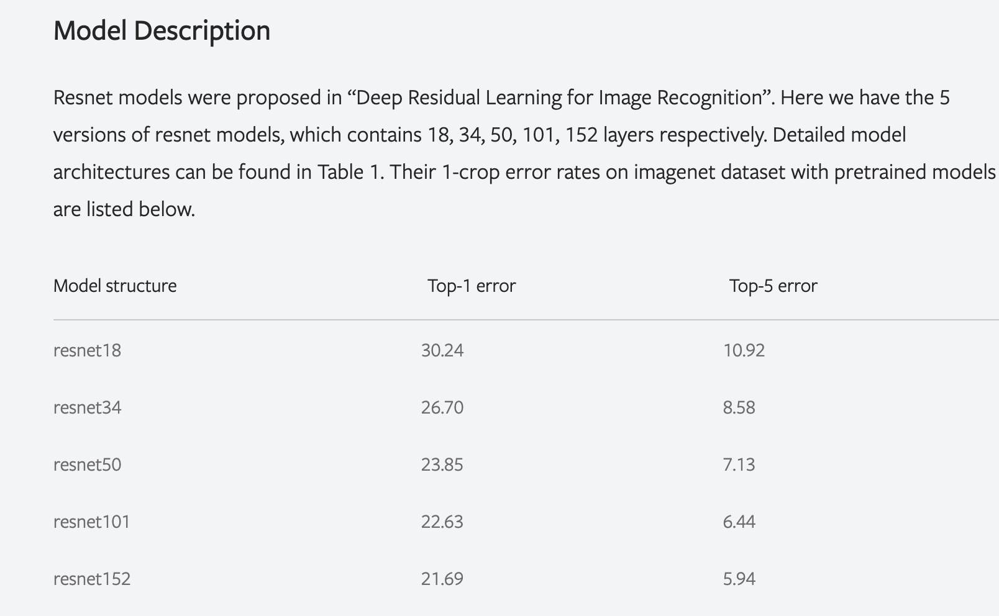 Model Description
Resnet models were proposed in “Deep Residual Learning for Image Recognition”. Here we have the 5
versions of resnet models, which contains 18, 34, 50, 101, 152 layers respectively. Detailed model
architectures can be found in Table 1. Their 1-crop error rates on imagenet dataset with pretrained models
are listed below.
Model structure Top-1 error Top-5 error
resnet18 30.24 10.92
resnet34 26.70 8.58
resnet50 23.85 7.13
resnet101 22.63 6.44
resnet152 21.69 5.94